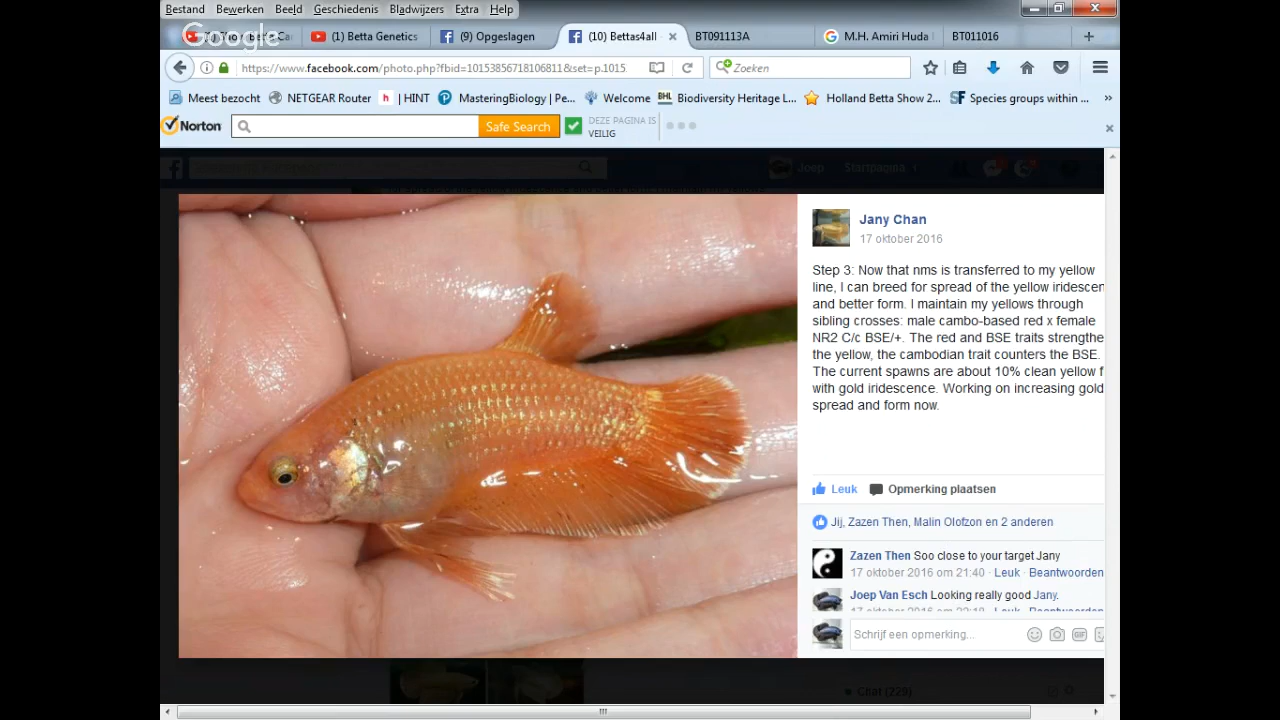 Bestand Bewerken Beeld Geschiedenis Bladwijzers Extra Help
Google
(1) Betta Genetics
(9) Opgeslagen
(10) Bettas4all
BT091113A
M.H. Amiri Huda
BT011016
https://www.facebook.com/photo.php?fbid=10153856718106811&set=p.1015
Zoeken
Meest bezocht
NETGEAR Router
| HINT
MasteringBiology | Pe...
Welcome
Biodiversity Heritage L...
Holland Betta Show 2...
Species groups within ...
Norton
Safe Search
DEZE PAGINA IS
VEILIG
Joep
Startpagina
Jany Chan
17 oktober 2016
Step 3: Now that nms is transferred to my yellow
line, I can breed for spread of the yellow iridescen
and better form. I maintain my yellows through
sibling crosses: male cambo-based red x female
NR2 C/c BSE/+. The red and BSE traits strengthe
the yellow, the cambodian trait counters the BSE.
The current spawns are about 10% clean yellow f
with gold iridescence. Working on increasing gold
spread and form now.
Leuk
Opmerking plaatsen
Jij, Zazen Then, Malin Olofzon en 2 anderen
Zazen Then Soo close to your target Jany
17 oktober 2016 om 21:40 · Leuk · Beantwoorden
Joep Van Esch Looking really good Jany.
Schrijf een opmerking...
GIF
Chat (229)